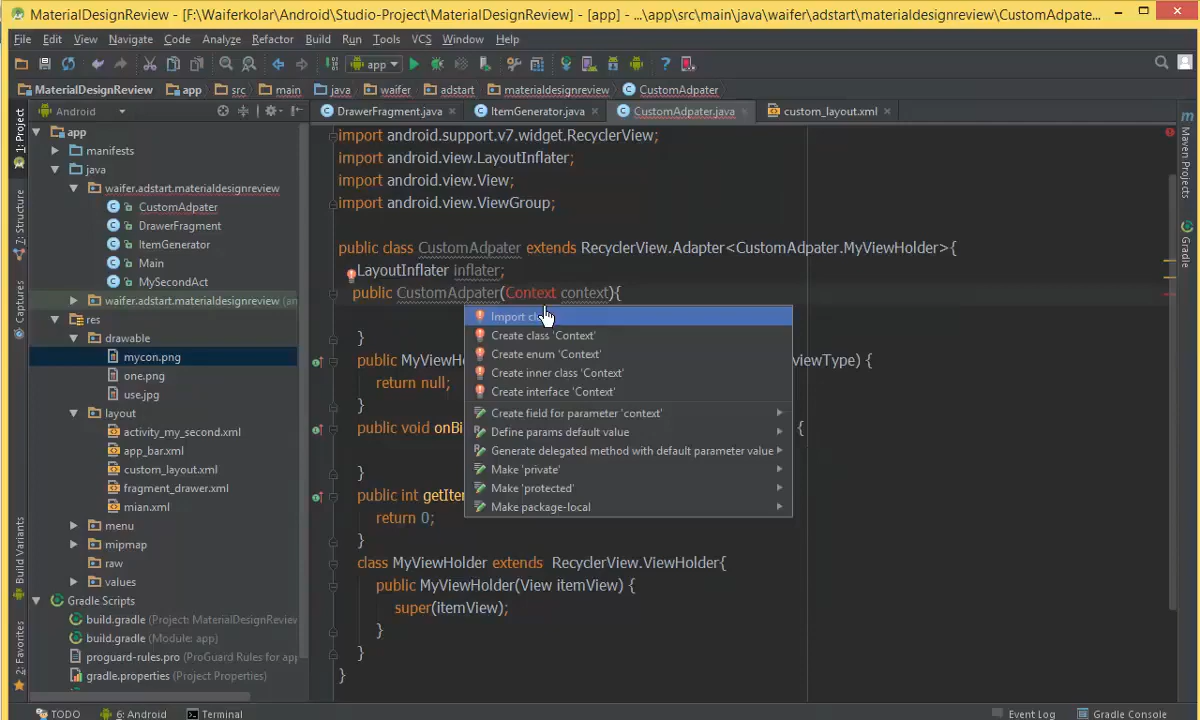 MaterialDesignReview - [F:\Waiferkolar\Android\Studio-Project\MaterialDesignReview] - [app] - ...\app\src\main\java\waifer\adstart\materialdesignreview\CustomAdpate...
File Edit View Navigate Code Analyze Refactor Build Run Tools VCS Window Help
app
MaterialDesignReview app src main java waifer adstart materialdesignreview CustomAdpater
Android DrawerFragment.java ItemGenerator.java CustomAdpater.java custom_layout.xml
1: Project
7: Structure
Captures
Build Variants
2: Favorites
app
manifests
java
waifer.adstart.materialdesignreview
CustomAdpater
DrawerFragment
ItemGenerator
Main
MySecondAct
waifer.adstart.materialdesignreview (an
res
drawable
mycon.png
one.png
use.jpg
layout
activity_my_second.xml
app_bar.xml
custom_layout.xml
fragment_drawer.xml
mian.xml
menu
mipmap
raw
values
Gradle Scripts
build.gradle (Project: MaterialDesignReview)
build.gradle (Module: app)
proguard-rules.pro (ProGuard Rules for app
gradle.properties (Project Properties)
import android.support.v7.widget.RecyclerView;
import android.view.LayoutInflater;
import android.view.View;
import android.view.ViewGroup;
public class CustomAdpater extends RecyclerView.Adapter<CustomAdpater.MyViewHolder>{
LayoutInflater inflater;
public CustomAdpater(Context context){
}
public MyViewHo viewType) {
return null;
}
public void onBi {
}
public int getIte
return 0;
}
class MyViewHolder extends RecyclerView.ViewHolder{
public MyViewHolder(View itemView) {
super(itemView);
}
}
}
Import cl
Create class 'Context'
Create enum 'Context'
Create inner class 'Context'
Create interface 'Context'
Create field for parameter 'context'
Define params default value
Generate delegated method with default parameter value
Make 'private'
Make 'protected'
Make package-local
Maven Projects
Gradle
TODO 6: Android Terminal Event Log Gradle Console